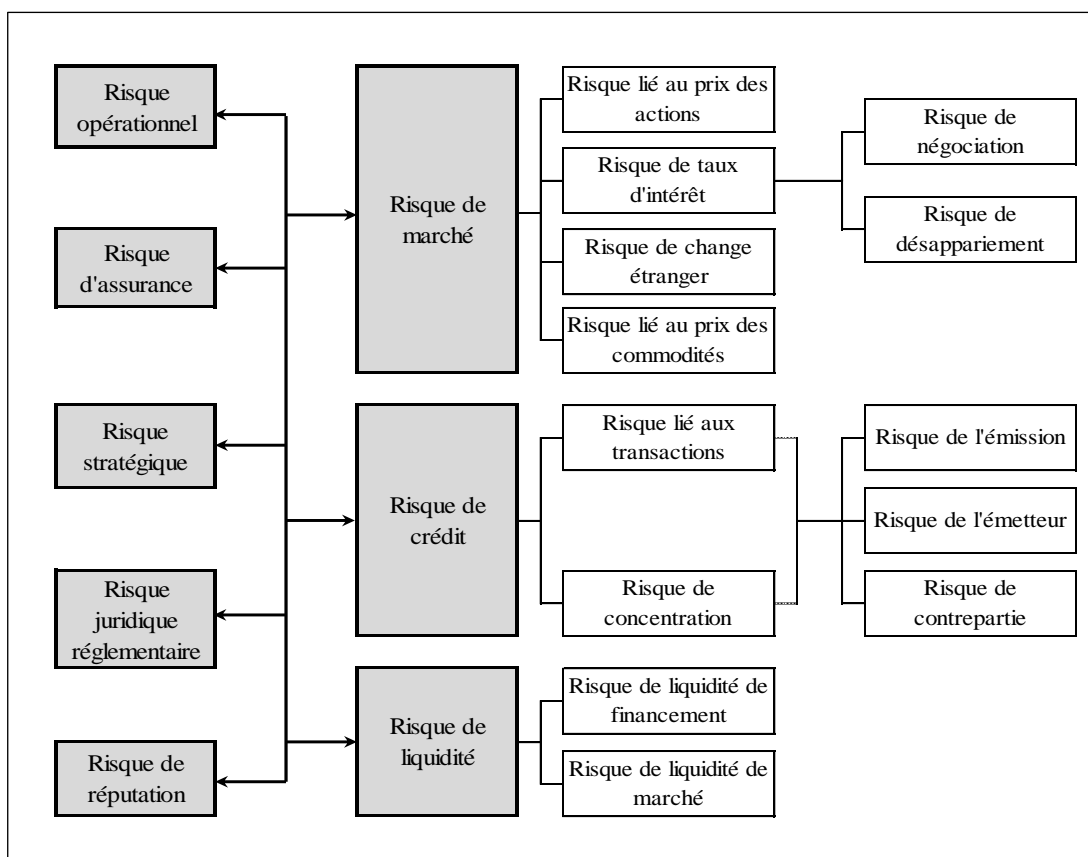 Risque
opérationnel
Risque
d'assurance
Risque
stratégique
Risque
juridique
réglementaire
Risque de
réputation
Risque de
marché
Risque de
crédit
Risque de
liquidité
Risque lié au prix des
actions
Risque de taux
d'intérêt
Risque de change
étranger
Risque lié au prix des
commodités
Risque lié aux
transactions
Risque de
concentration
Risque de liquidité de
financement
Risque de liquidité de
marché
Risque de
négociation
Risque de
désappariement
Risque de l'émission
Risque de l'émetteur
Risque de
contrepartie